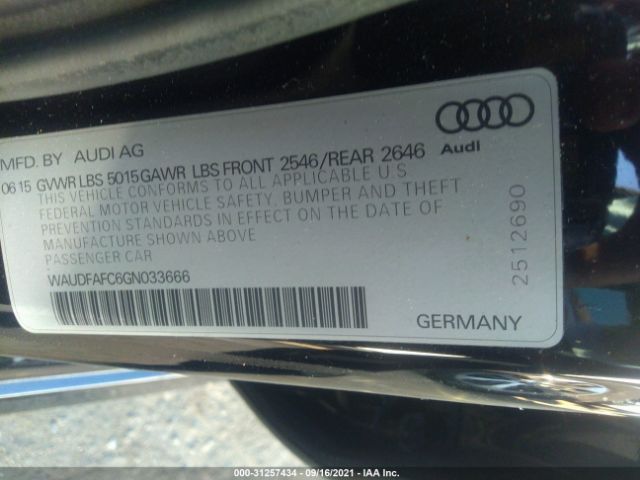 MFD. BY AUDI AG
06 15 GVWR LBS 5015 GAWR LBS FRONT 2546/REAR 2646
THIS VEHICLE CONFORMS TO ALL APPLICABLE U.S
FEDERAL MOTOR VEHICLE SAFETY, BUMPER AND THEFT
PREVENTION STANDARDS IN EFFECT ON THE DATE OF
MANUFACTURE SHOWN ABOVE
PASSENGER CAR
WAUDFAFC6GN033666
GERMANY
Audi
2512690
000-31257434 - 09/16/2021 - IAA Inc.